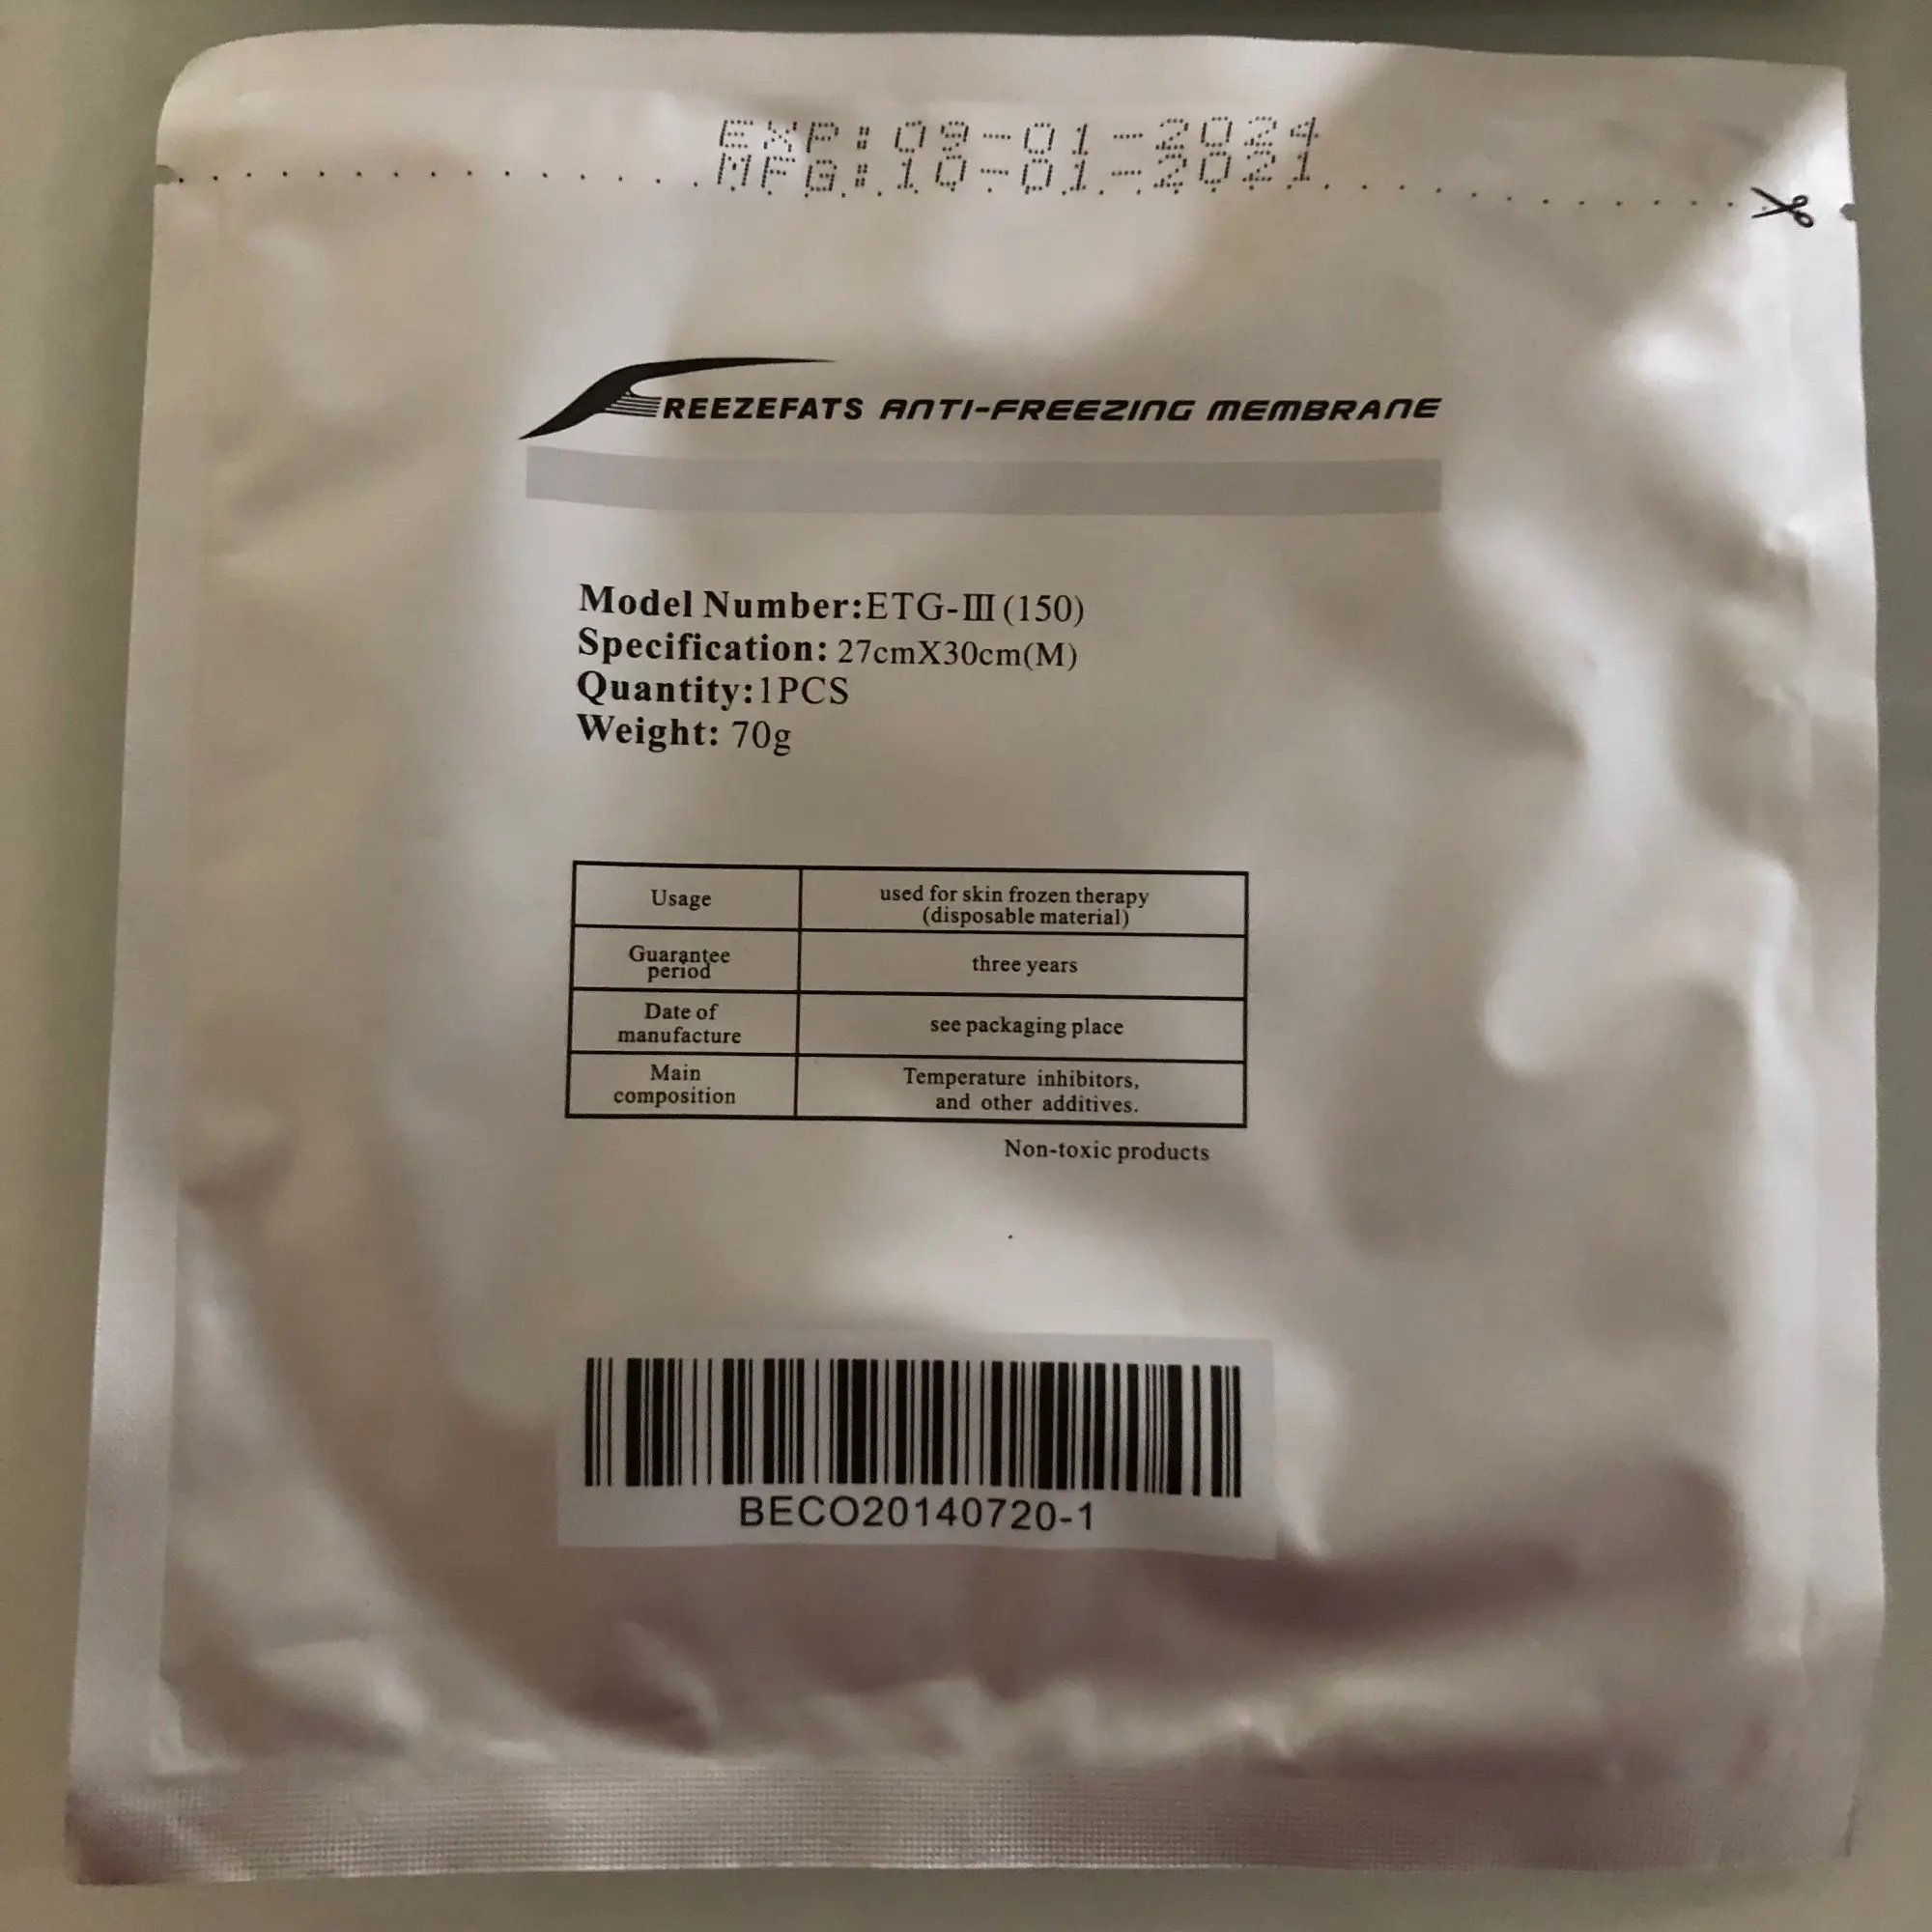 EXP:09-01-2024
MFG:10-01-2021
FREEZEFATS ANTI-FREEZING MEMBRANE
Model Number:ETG-III(150)
Specification: 27cmX30cm(M)
Quantity:1PCS
Weight: 70g
Usage
used for skin frozen therapy
(disposable material)
Guarantee
period
three years
Date of
manufacture
see packaging place
Main
composition
Temperature inhibitors,
and other additives.
Non-toxic products
BECO20140720-1